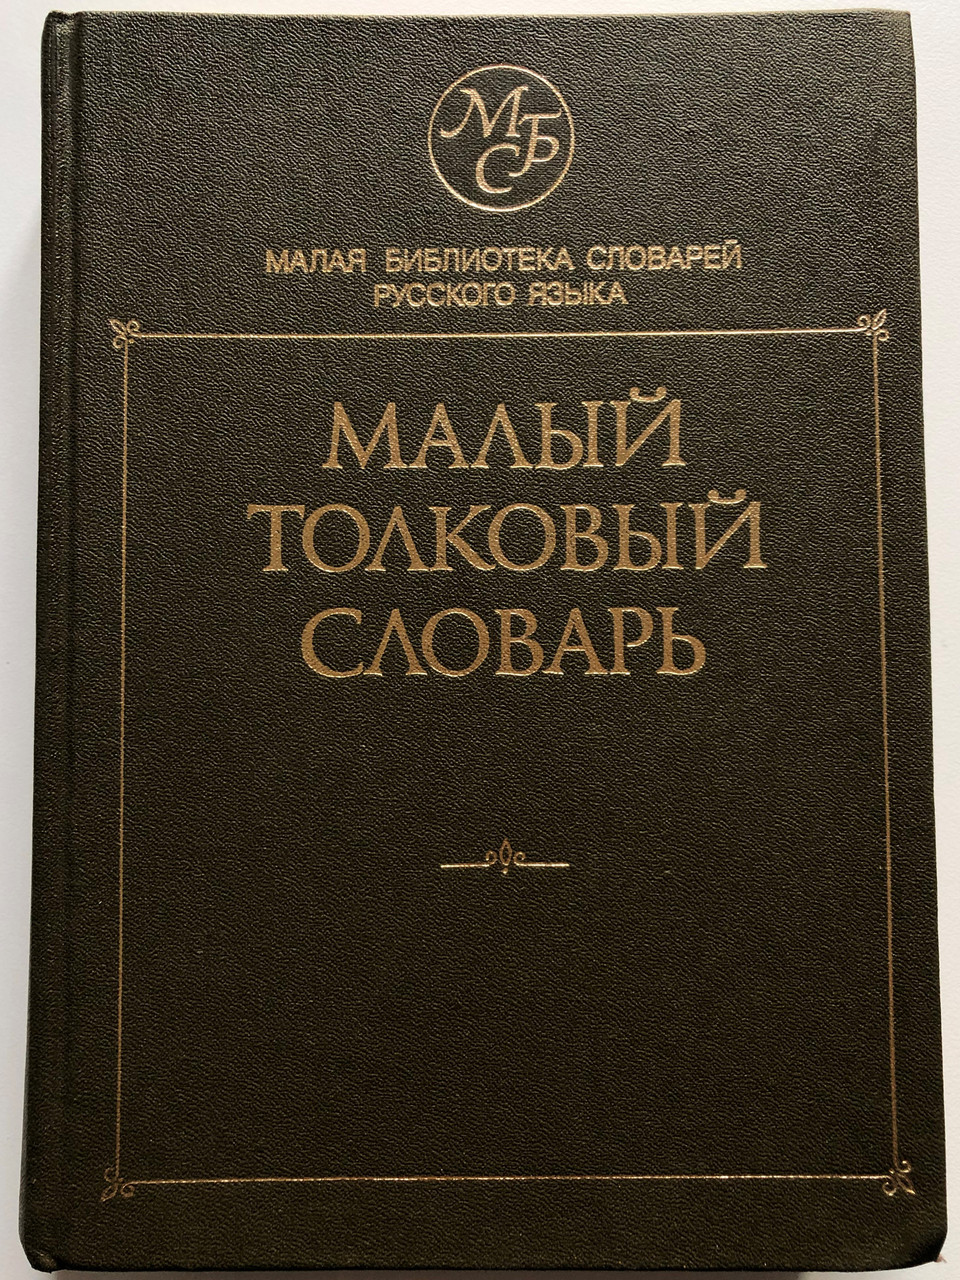 МБС
МАЛАЯ БИБЛИОТЕКА СЛОВАРЕЙ
РУССКОГО ЯЗЫКА
МАЛЫЙ
ТОЛКОВЫЙ
СЛОВАРЬ